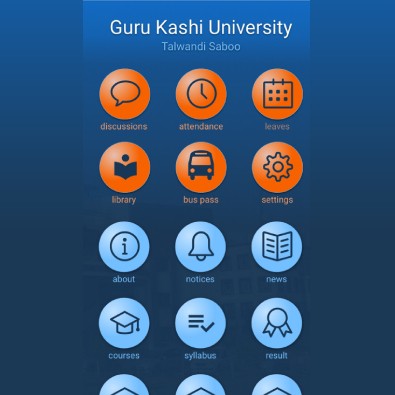 Guru Kashi University
Talwandi Saboo
discussions attendance leaves
library bus pass settings
about notices news
courses syllabus result